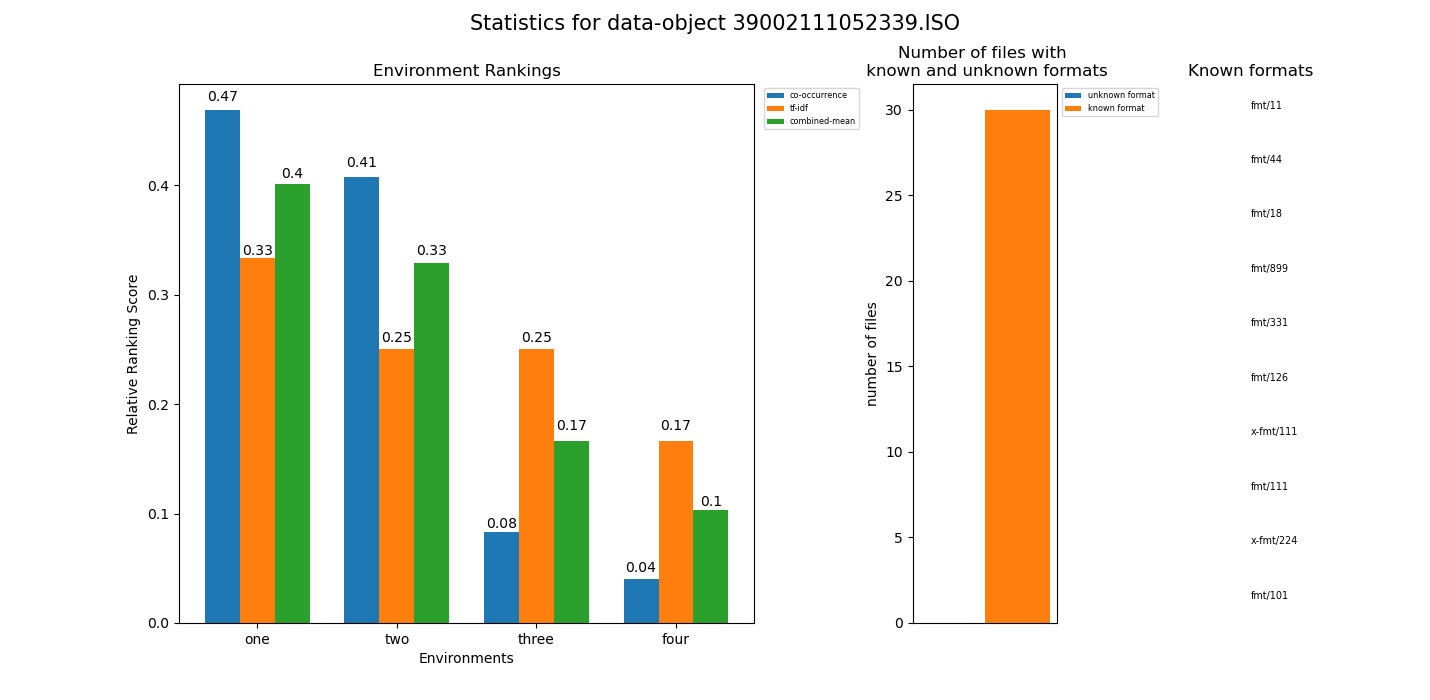 Statistics for data-object 39002111052339.ISO
Environment Rankings
0.47
0.33
0.4
0.41
0.25
0.33
0.08
0.25
0.17
0.04
0.17
0.1
0.4
0.3
0.2
0.1
0.0
Relative Ranking Score
one
two
three
four
Environments
co-occurrence
tf-idf
combined-mean
Number of files with
known and unknown formats
30
25
20
15
10
5
0
number of files
unknown format
known format
Known formats
fmt/11
fmt/44
fmt/18
fmt/899
fmt/331
fmt/126
x-fmt/111
fmt/111
x-fmt/224
fmt/101